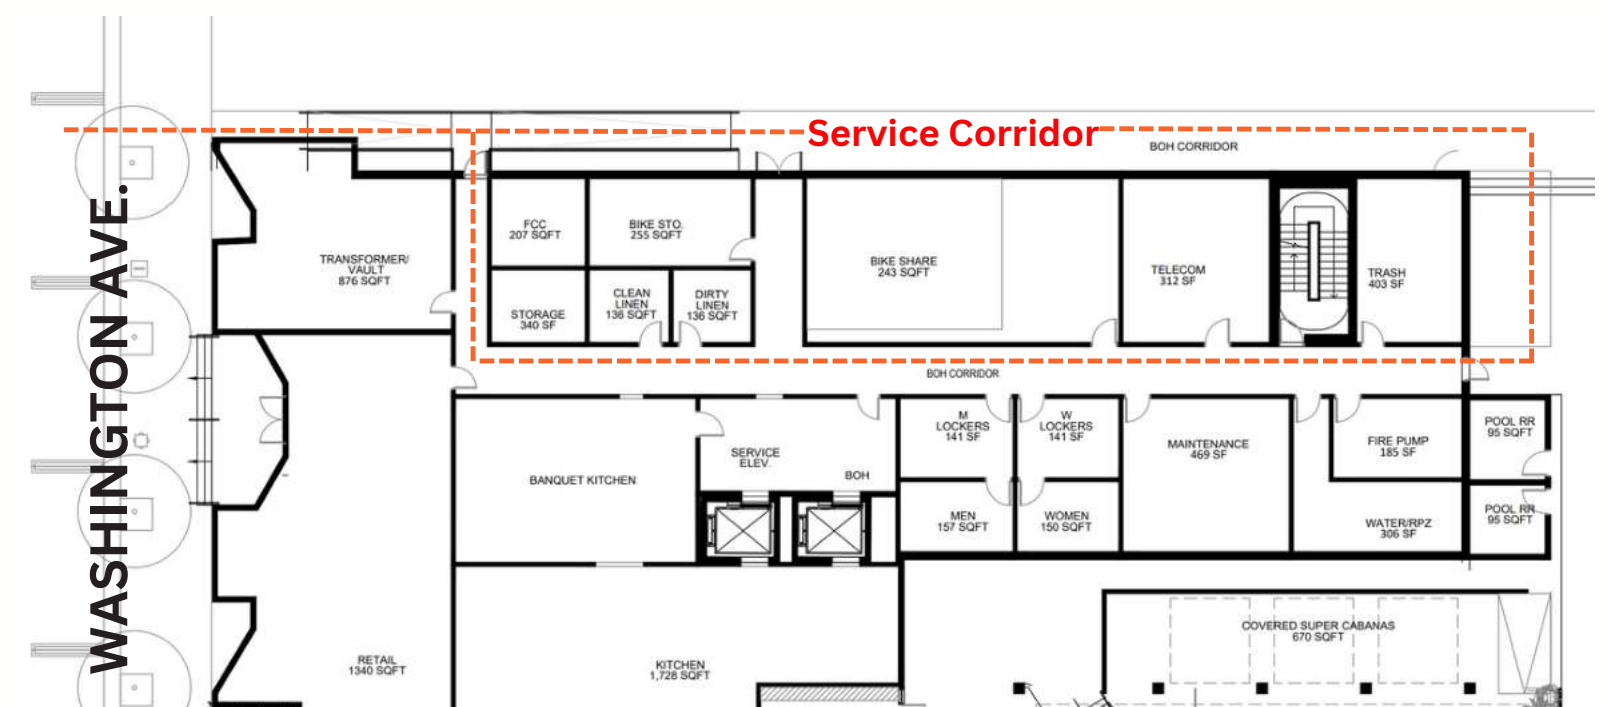 Service Corridor
BOH CORRIDOR
WASHINGTON AVE.
TRANSFORMER/
VAULT
876 SQFT
FCC
207 SQFT
BIKE STO.
255 SQFT
STORAGE
340 SF
CLEAN
LINEN
136 SQFT
DIRTY
LINEN
136 SQFT
BIKE SHARE
243 SQFT
TELECOM
312 SF
TRASH
403 SF
BOH CORRIDOR
BANQUET KITCHEN
SERVICE
ELEV.
BOH
M
LOCKERS
141 SF
W
LOCKERS
141 SF
MEN
157 SQFT
WOMEN
150 SQFT
MAINTENANCE
469 SF
FIRE PUMP
185 SF
WATER/RPZ
306 SF
POOL RR
95 SQFT
POOL RR
95 SQFT
RETAIL
1340 SQFT
KITCHEN
1,728 SQFT
COVERED SUPER CABANAS
670 SQFT